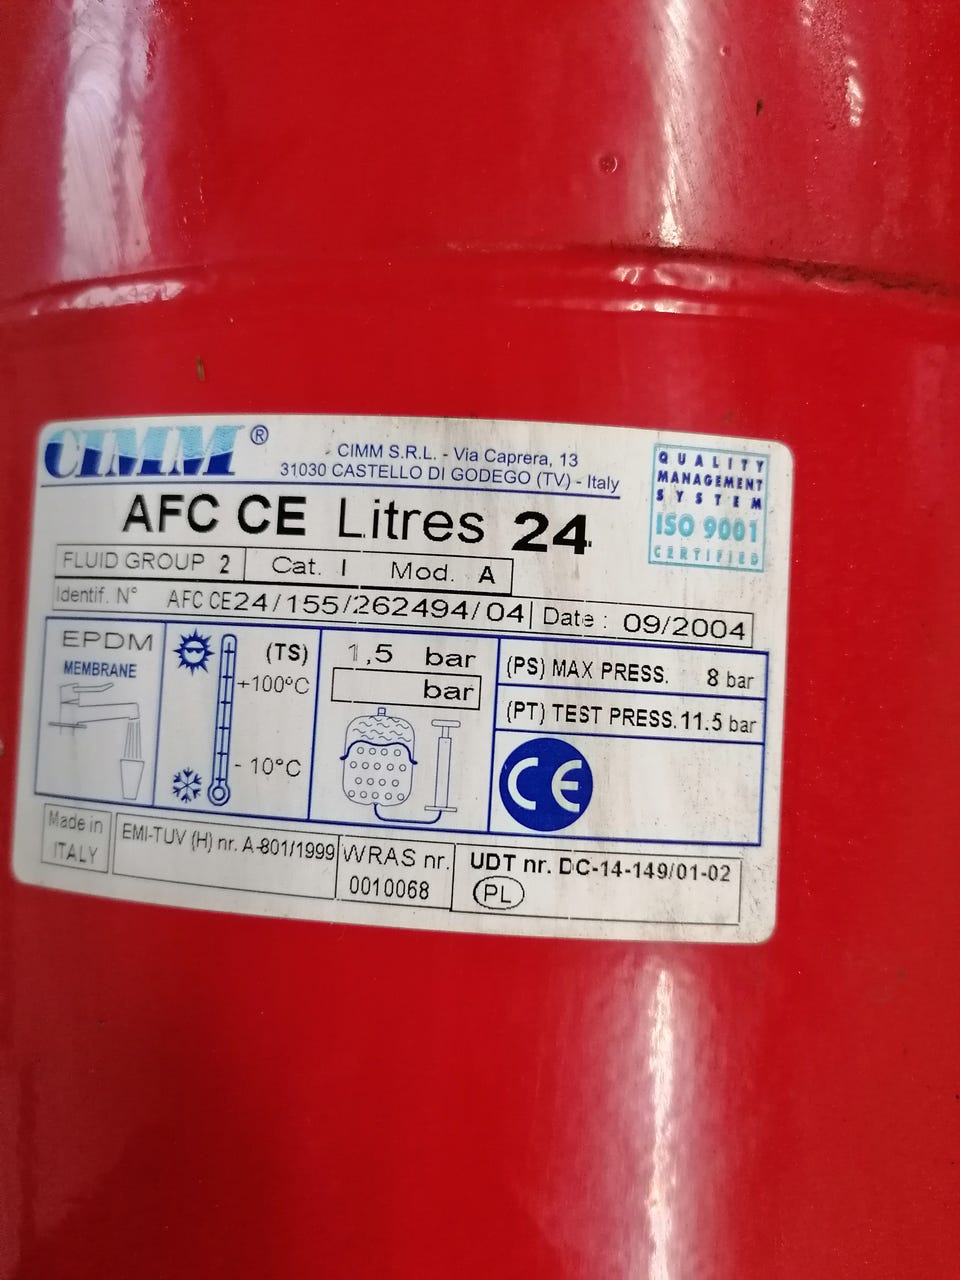 CIMM ®
CIMM S.R.L. - Via Caprera, 13
31030 CASTELLO DI GODEGO (TV) - Italy
QUALITY
MANAGEMENT
SYSTEM
ISO 9001
CERTIFIED
AFC CE Litres 24
FLUID GROUP 2 Cat. I Mod. A
Identif. N° AFC CE24/155/262494/04 Date: 09/2004
EPDM
MEMBRANE
(TS)
+100°C
- 10°C
1,5 bar
bar
(PS) MAX PRESS. 8 bar
(PT) TEST PRESS. 11.5 bar
CE
Made in
ITALY
EMI-TUV (H) nr. A-801/1999
WRAS nr.
0010068
UDT nr. DC-14-149/01-02
PL